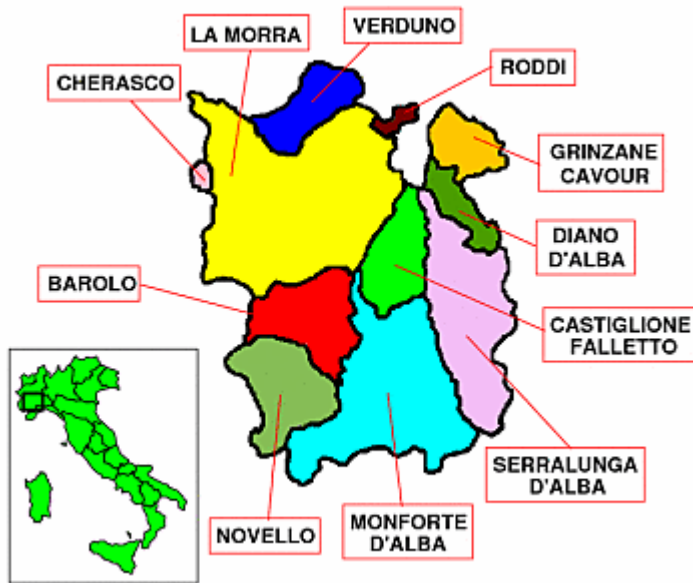 LA MORRA
VERDUNO
CHERASCO
RODDI
GRINZANE
CAVOUR
DIANO
D'ALBA
BAROLO
CASTIGLIONE
FALLETTO
SERRALUNGA
D'ALBA
NOVELLO
MONFORTE
D'ALBA